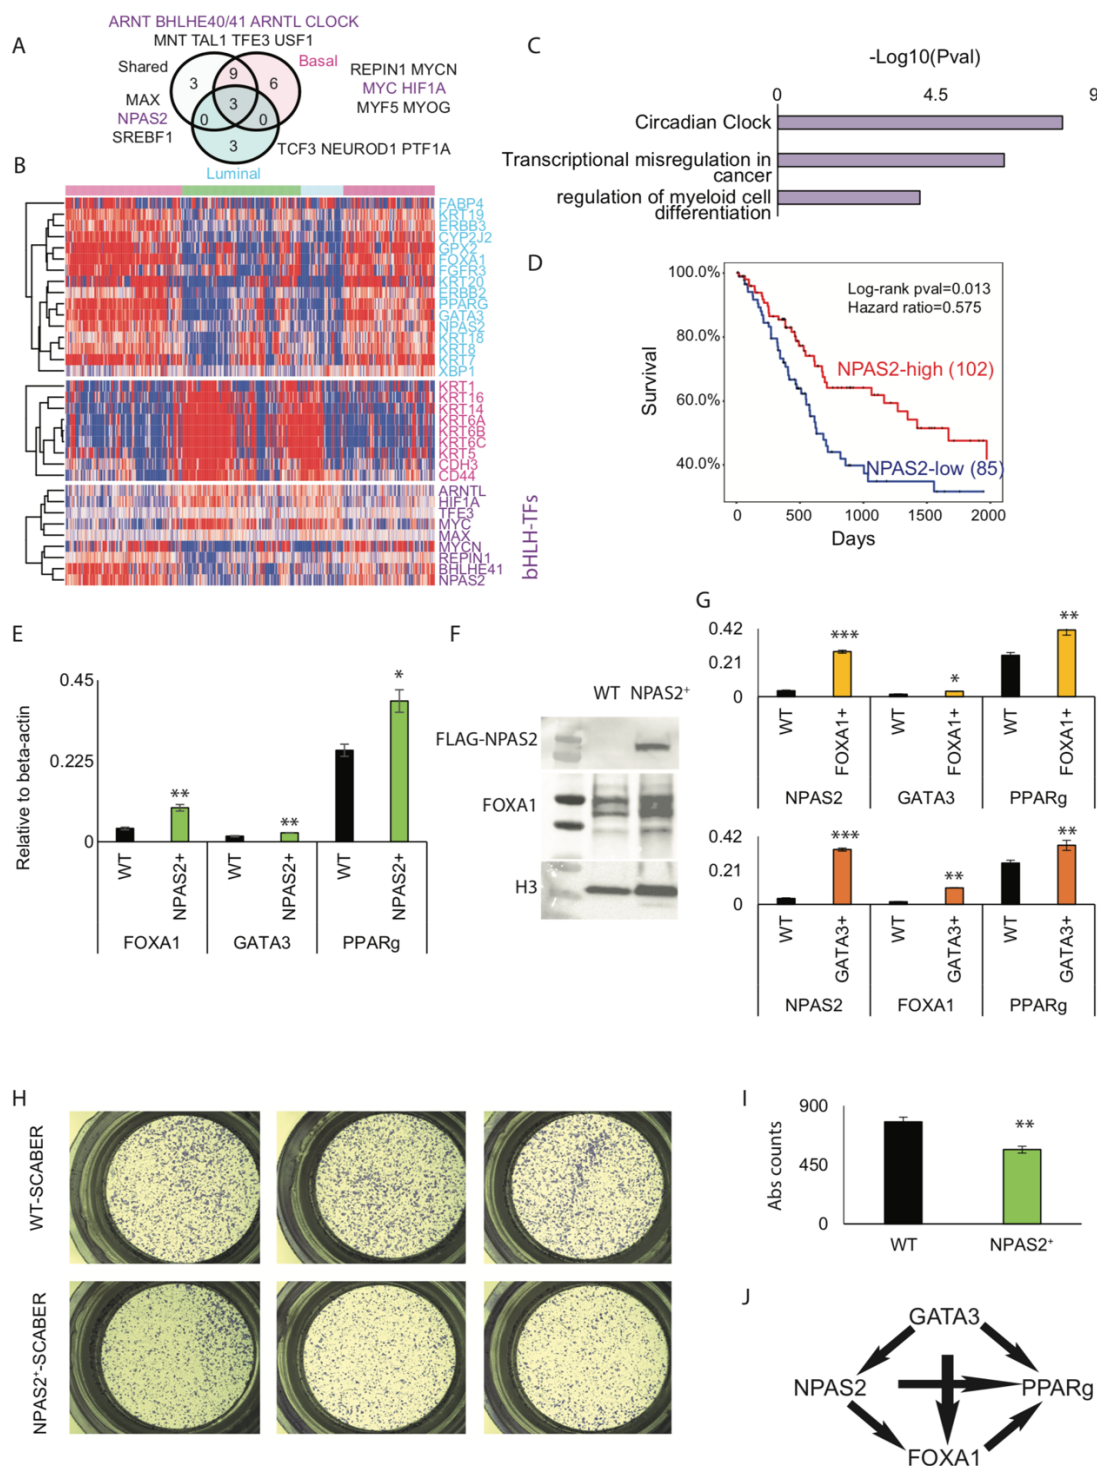 A
ARNT BHLHE40/41 ARNTL CLOCK
MNT TAL1 TFE3 USF1
Shared
Basal
9
3
6
3
0
0
3
MAX
NPAS2
SREBF1
REPIN1 MYCN
MYC HIF1A
MYF5 MYOG
TCF3 NEUROD1 PTF1A
Luminal
B
FABP4
KRT19
ERBB3
CYP2J2
GPX2
FOXA1
FGFR3
KRT20
ERBB2
PPARG
GATA3
NPAS2
KRT18
KRT8
KRT7
XBP1
KRT1
KRT16
KRT14
KRT6A
KRT6B
KRT6C
KRT5
CDH3
CD44
ARNTL
HIF1A
TFE3
MYC
MAX
MYCN
REPIN1
BHLHE41
NPAS2
bHLH-TFs
C
-Log10(Pval)
0 4.5 9
Circadian Clock
Transcriptional misregulation in
cancer
regulation of myeloid cell
differentiation
D
100.0%
80.0%
60.0%
40.0%
Survival
Log-rank pval=0.013
Hazard ratio=0.575
NPAS2-high (102)
NPAS2-low (85)
0 500 1000 1500 2000
Days
E
Relative to beta-actin
0.45
0.225
0
**
**
*
WT NPAS2+ WT NPAS2+ WT NPAS2+
FOXA1 GATA3 PPARg
F
WT NPAS2+
FLAG-NPAS2
FOXA1
H3
G
0.42
0.21
0
***
*
**
WT FOXA1+ WT FOXA1+ WT FOXA1+
NPAS2 GATA3 PPARg
0.42
0.21
0
***
**
**
WT GATA3+ WT GATA3+ WT GATA3+
NPAS2 FOXA1 PPARg
H
WT-SCABER
NPAS2+-SCABER
I
Abs counts
900
450
0
**
WT NPAS2+
J
GATA3
NPAS2 PPARg
FOXA1